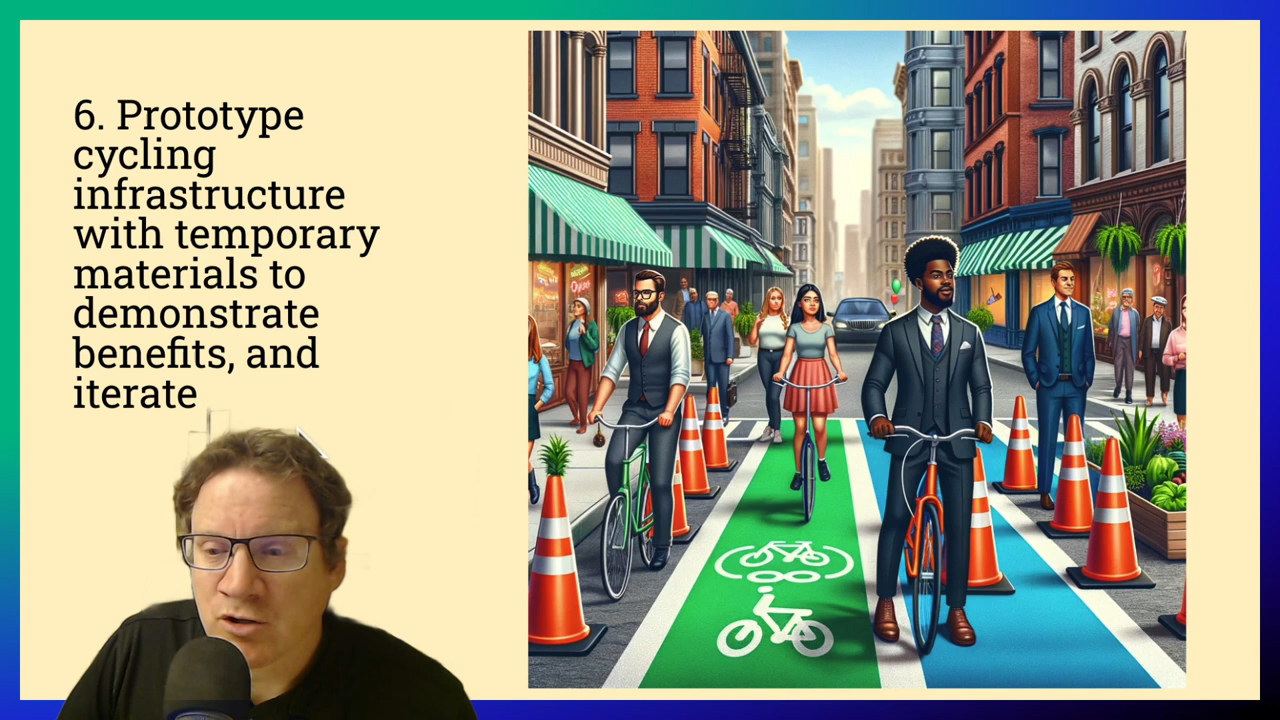 6. Prototype
cycling
infrastructure
with temporary
materials to
demonstrate
benefits, and
iterate